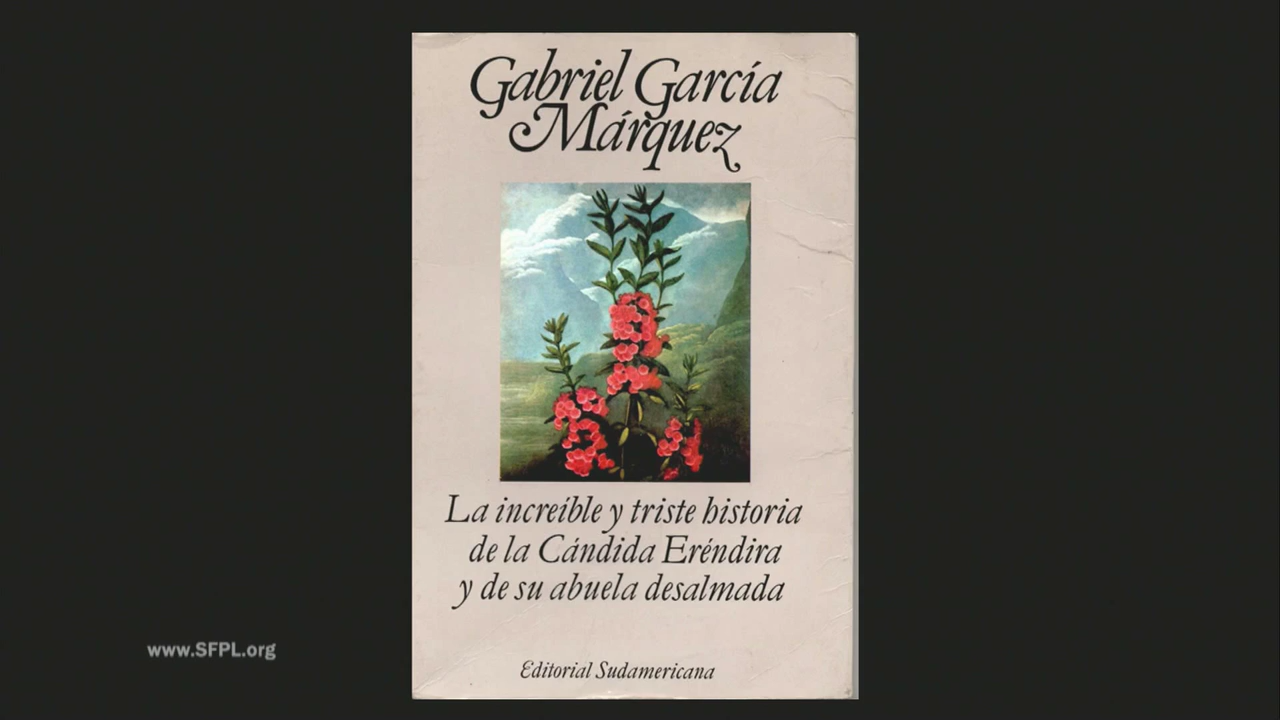 Gabriel García
Márquez
La increíble y triste historia
de la Cándida Eréndira
y de su abuela desalmada
Editorial Sudamericana
www.SFPL.org